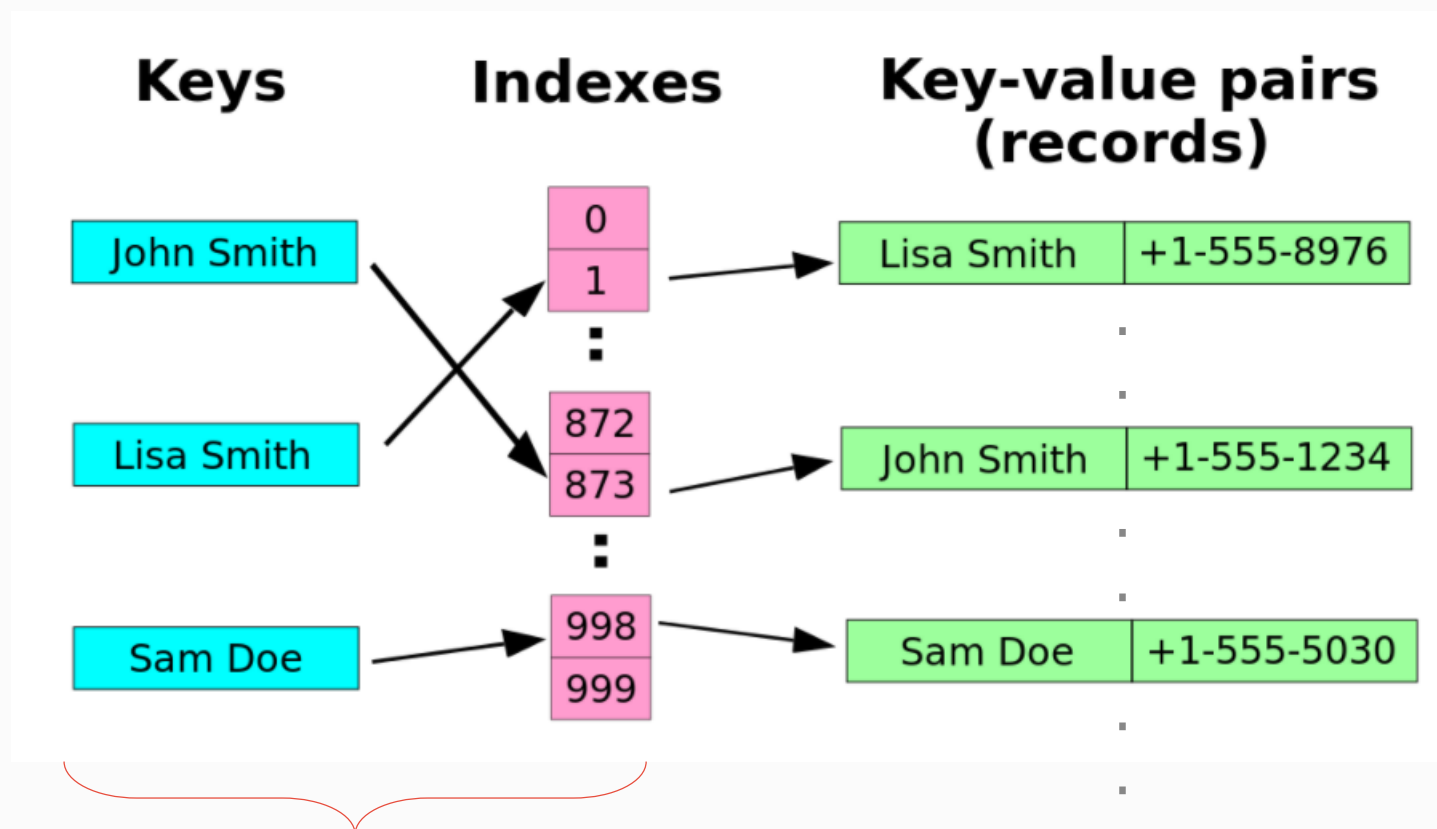 Keys
Indexes
Key-value pairs
(records)
0
John Smith
Lisa Smith +1-555-8976
1
:
872
Lisa Smith
John Smith +1-555-1234
873
:
998
Sam Doe
Sam Doe +1-555-5030
999